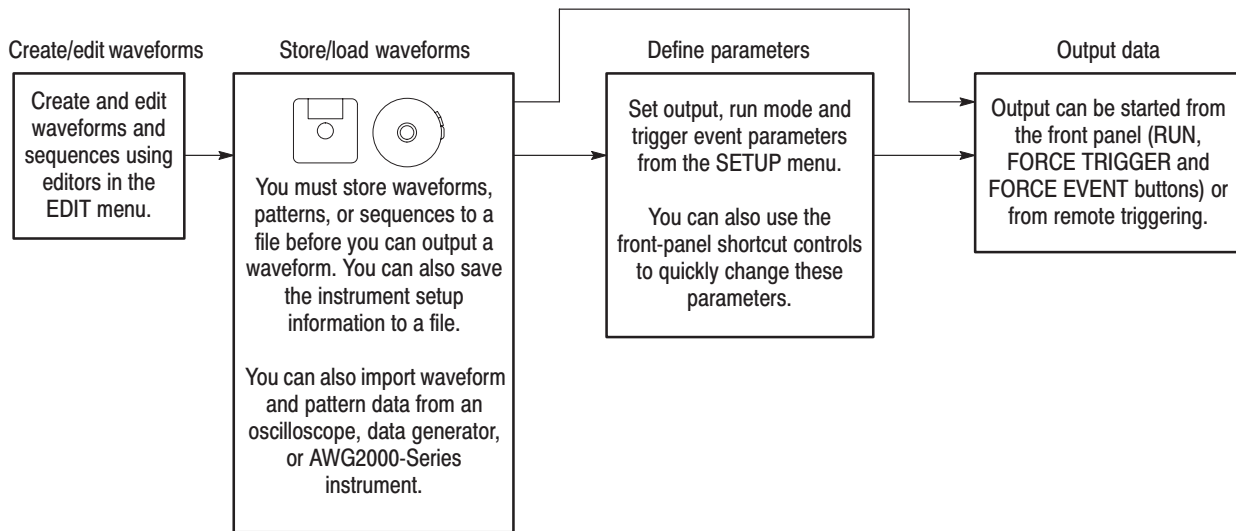 Create/edit waveforms
Create and edit
waveforms and
sequences using
editors in the
EDIT menu.
Store/load waveforms
You must store waveforms,
patterns, or sequences to a
file before you can output a
waveform. You can also save
the instrument setup
information to a file.
You can also import waveform
and pattern data from an
oscilloscope, data generator,
or AWG2000-Series
instrument.
Define parameters
Set output, run mode and
trigger event parameters
from the SETUP menu.
You can also use the
front-panel shortcut controls
to quickly change these
parameters.
Output data
Output can be started from
the front panel (RUN,
FORCE TRIGGER and
FORCE EVENT buttons) or
from remote triggering.